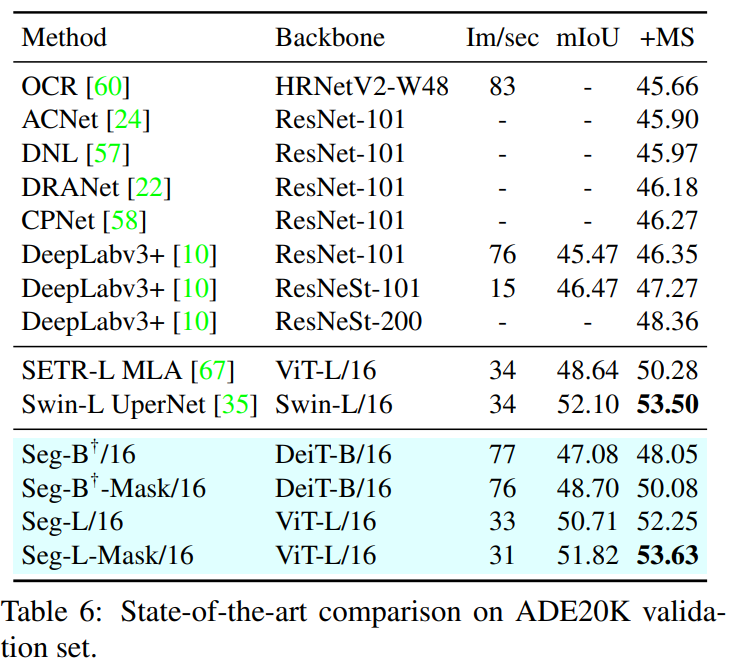 Method Backbone Im/sec mIoU +MS
OCR [60] HRNetV2-W48 83 - 45.66
ACNet [24] ResNet-101 - - 45.90
DNL [57] ResNet-101 - - 45.97
DRANet [22] ResNet-101 - - 46.18
CPNet [58] ResNet-101 - - 46.27
DeepLabv3+ [10] ResNet-101 76 45.47 46.35
DeepLabv3+ [10] ResNeSt-101 15 46.47 47.27
DeepLabv3+ [10] ResNeSt-200 - - 48.36
SETR-L MLA [67] ViT-L/16 34 48.64 50.28
Swin-L UperNet [35] Swin-L/16 34 52.10 53.50
Seg-B†/16 DeiT-B/16 77 47.08 48.05
Seg-B†-Mask/16 DeiT-B/16 76 48.70 50.08
Seg-L/16 ViT-L/16 33 50.71 52.25
Seg-L-Mask/16 ViT-L/16 31 51.82 53.63
Table 6: State-of-the-art comparison on ADE20K valida-
tion set.